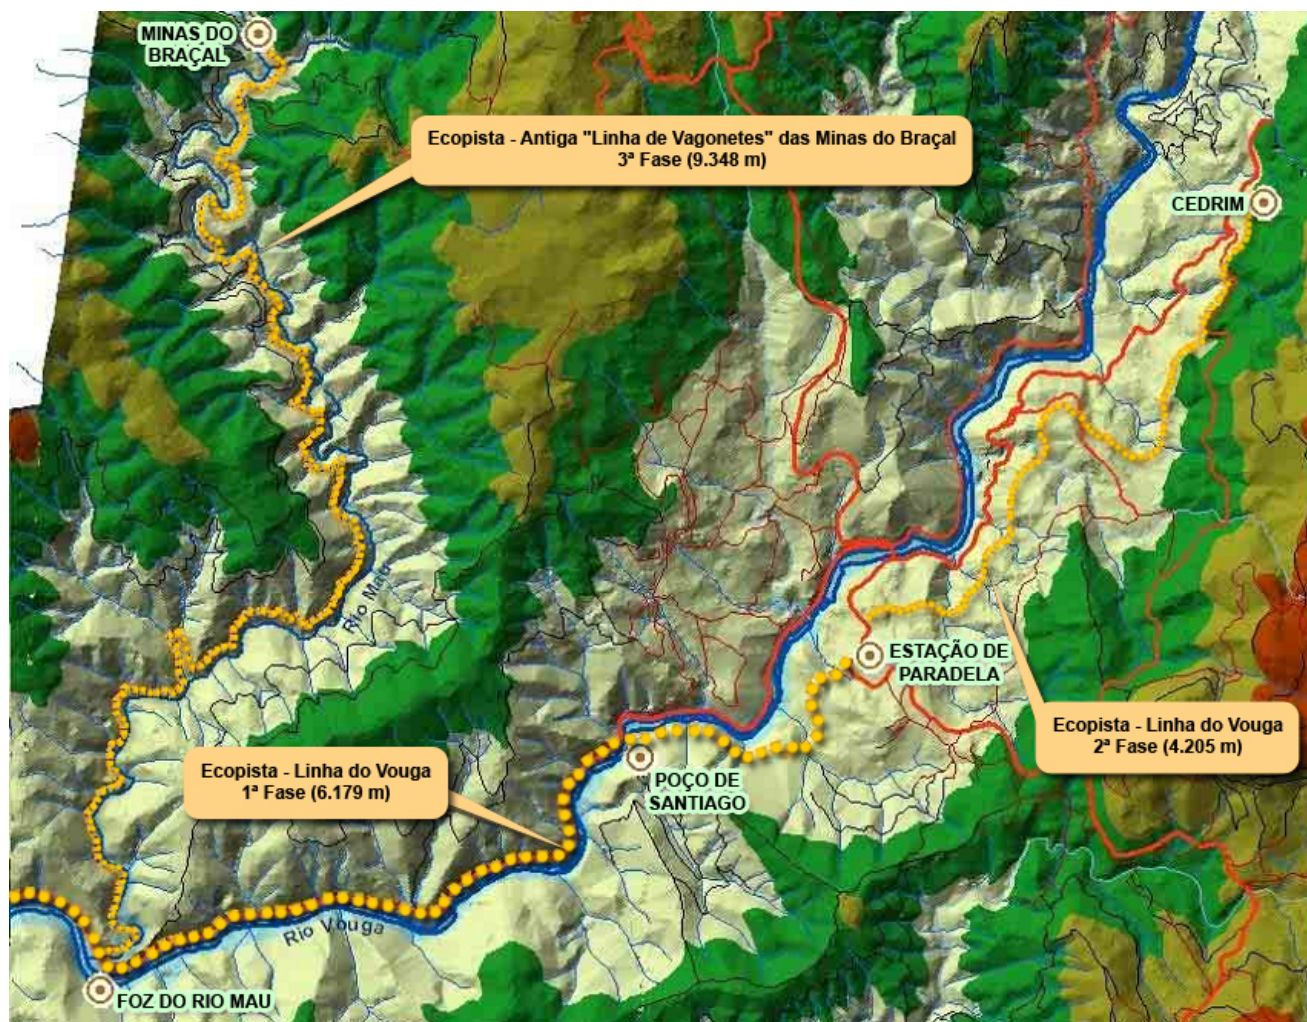 MINAS DO
BRAÇAL
Ecopista - Antiga "Linha de Vagonetes" das Minas do Braçal
3ª Fase (9.348 m)
CEDRIM
Rio Mau
ESTAÇÃO DE
PARADELA
Ecopista - Linha do Vouga
2ª Fase (4.205 m)
Ecopista - Linha do Vouga
1ª Fase (6.179 m)
POÇO DE
SANTIAGO
Rio Vouga
FOZ DO RIO MAU